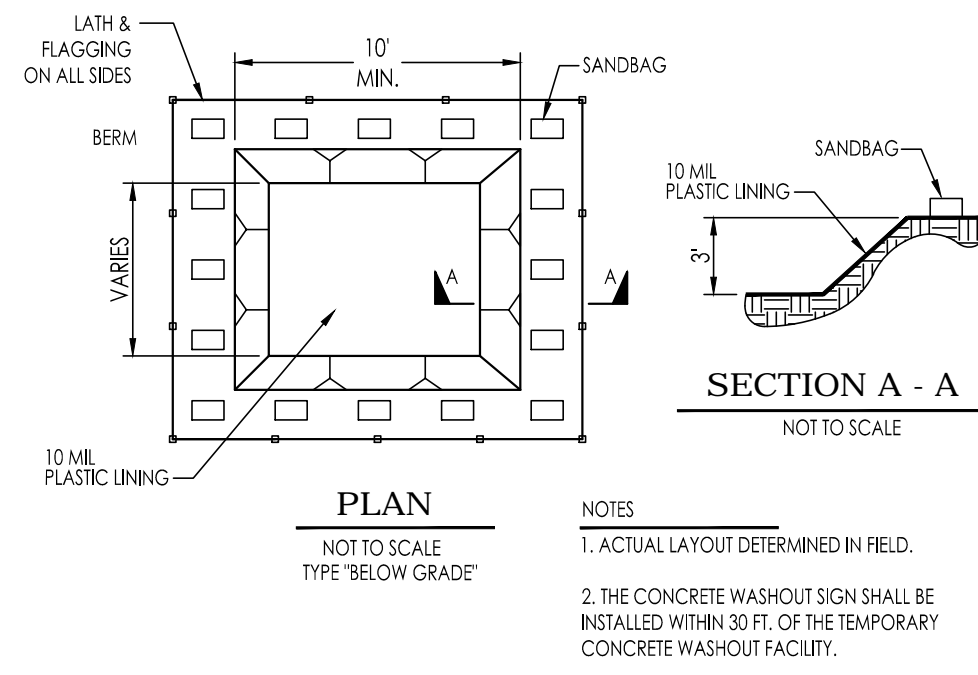 LATH &
FLAGGING
ON ALL SIDES
10'
MIN.
SANDBAG
BERM
VARIES
A
A
10 MIL
PLASTIC LINING
PLAN
NOT TO SCALE
TYPE "BELOW GRADE"
SANDBAG
10 MIL
PLASTIC LINING
3'
SECTION A - A
NOT TO SCALE
NOTES
1. ACTUAL LAYOUT DETERMINED IN FIELD.
2. THE CONCRETE WASHOUT SIGN SHALL BE
INSTALLED WITHIN 30 FT. OF THE TEMPORARY
CONCRETE WASHOUT FACILITY.